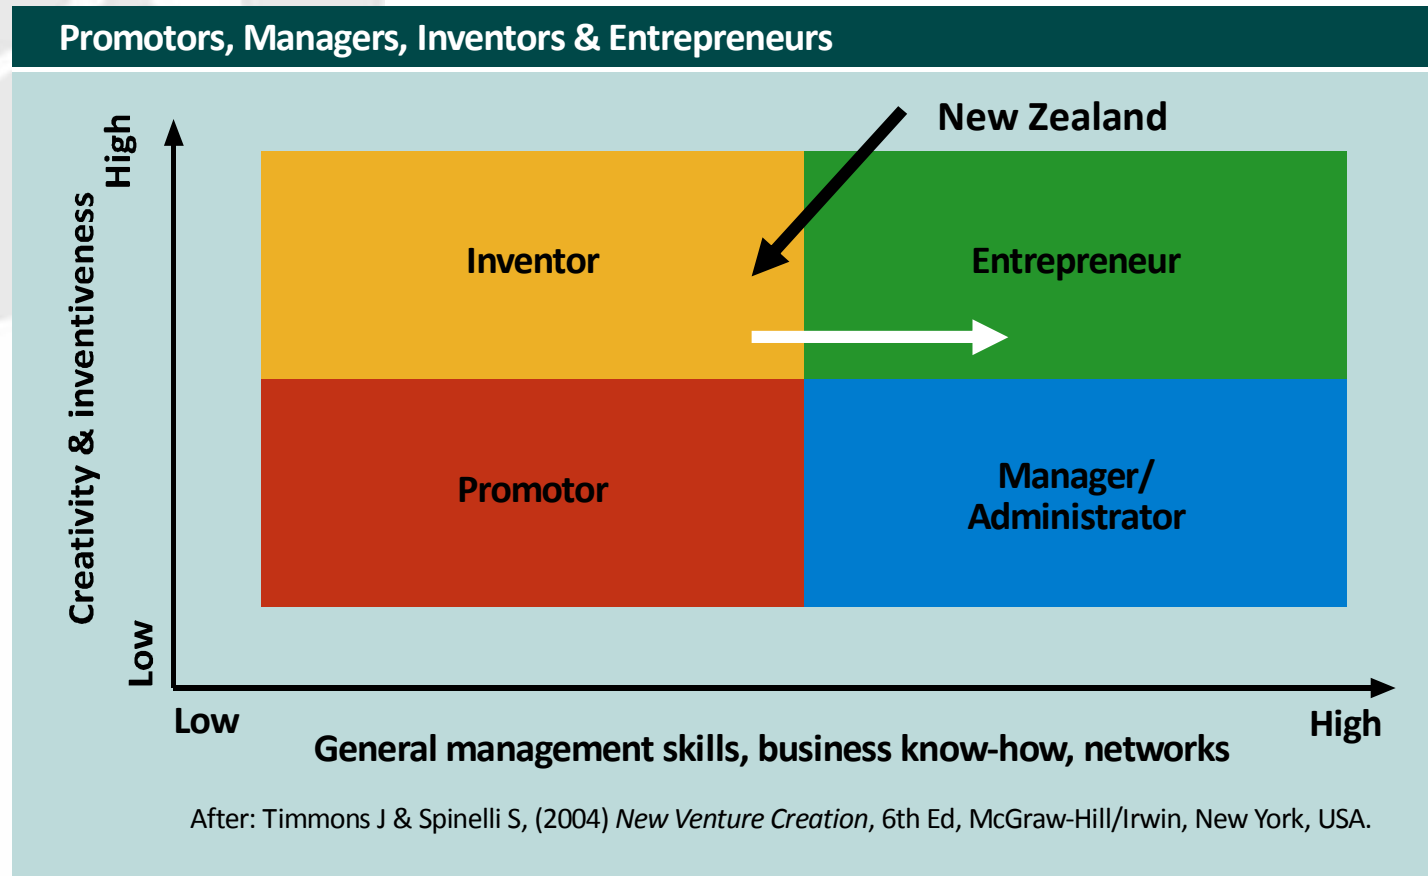 Promotors, Managers, Inventors & Entrepreneurs
New Zealand
High
Creativity & inventiveness
Low
Inventor
Entrepreneur
Promotor
Manager/
Administrator
Low
High
General management skills, business know-how, networks
After: Timmons J & Spinelli S, (2004) New Venture Creation, 6th Ed, McGraw-Hill/Irwin, New York, USA.